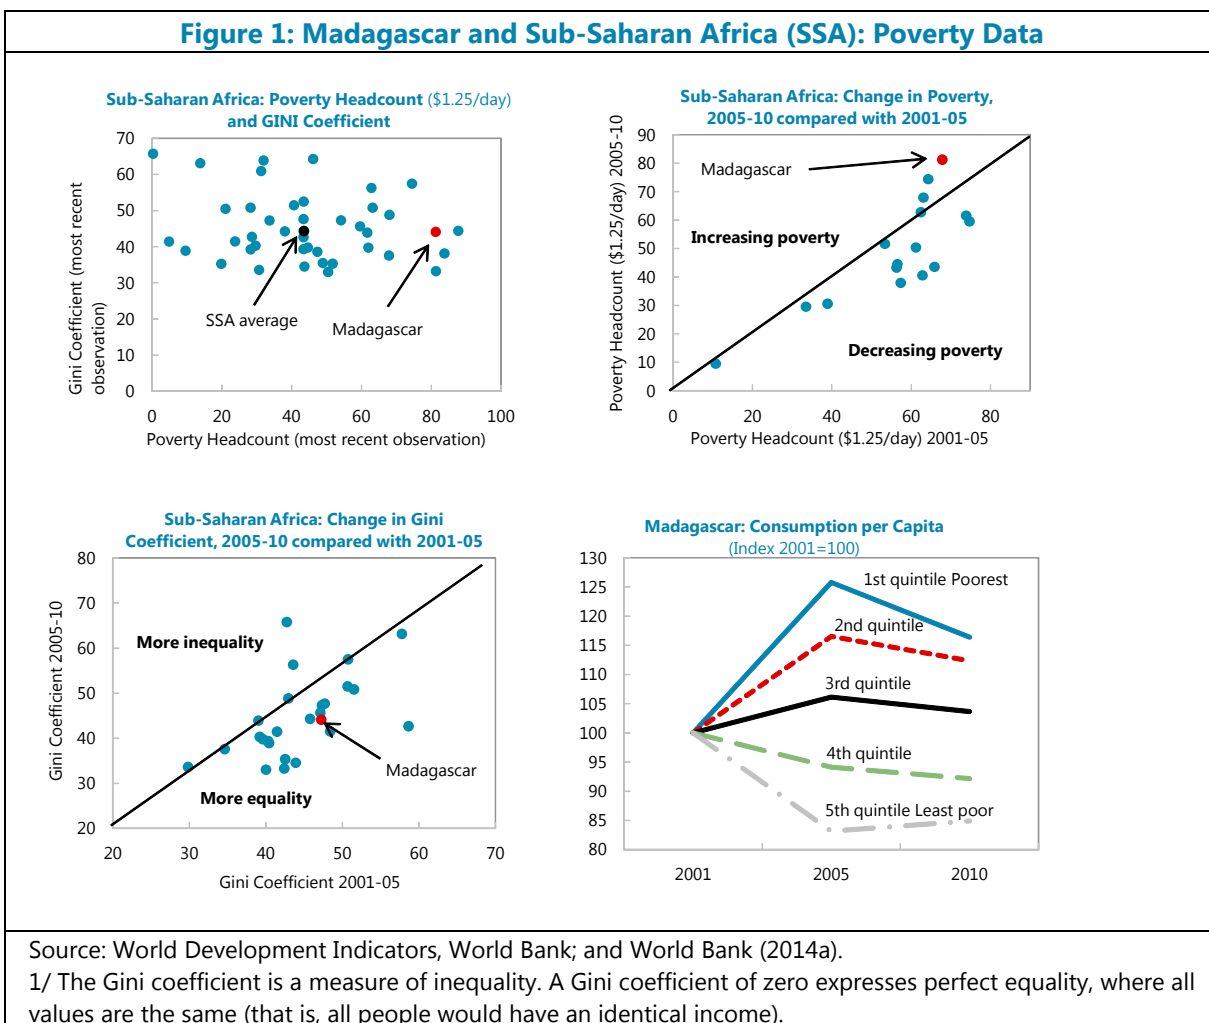 Figure 1: Madagascar and Sub-Saharan Africa (SSA): Poverty Data
Sub-Saharan Africa: Poverty Headcount ($1.25/day)
and GINI Coefficient
Gini Coefficient (most recent
observation)
70
60
50
40
30
20
10
0
SSA average
Madagascar
0 20 40 60 80 100
Poverty Headcount (most recent observation)
Sub-Saharan Africa: Change in Poverty,
2005-10 compared with 2001-05
Poverty Headcount ($1.25/day) 2005-10
90
80
70
60
50
40
30
20
10
0
Madagascar
Increasing poverty
Decreasing poverty
0 20 40 60 80
Poverty Headcount ($1.25/day) 2001-05
Sub-Saharan Africa: Change in Gini
Coefficient, 2005-10 compared with 2001-05
Gini Coefficient 2005-10
80
70
60
50
40
30
20
More inequality
Madagascar
More equality
20 30 40 50 60 70
Gini Coefficient 2001-05
Madagascar: Consumption per Capita
(Index 2001=100)
130
125
120
115
110
105
100
95
90
85
80
1st quintile Poorest
2nd quintile
3rd quintile
4th quintile
5th quintile Least poor
2001 2005 2010
Source: World Development Indicators, World Bank; and World Bank (2014a).
1/ The Gini coefficient is a measure of inequality. A Gini coefficient of zero expresses perfect equality, where all
values are the same (that is, all people would have an identical income).